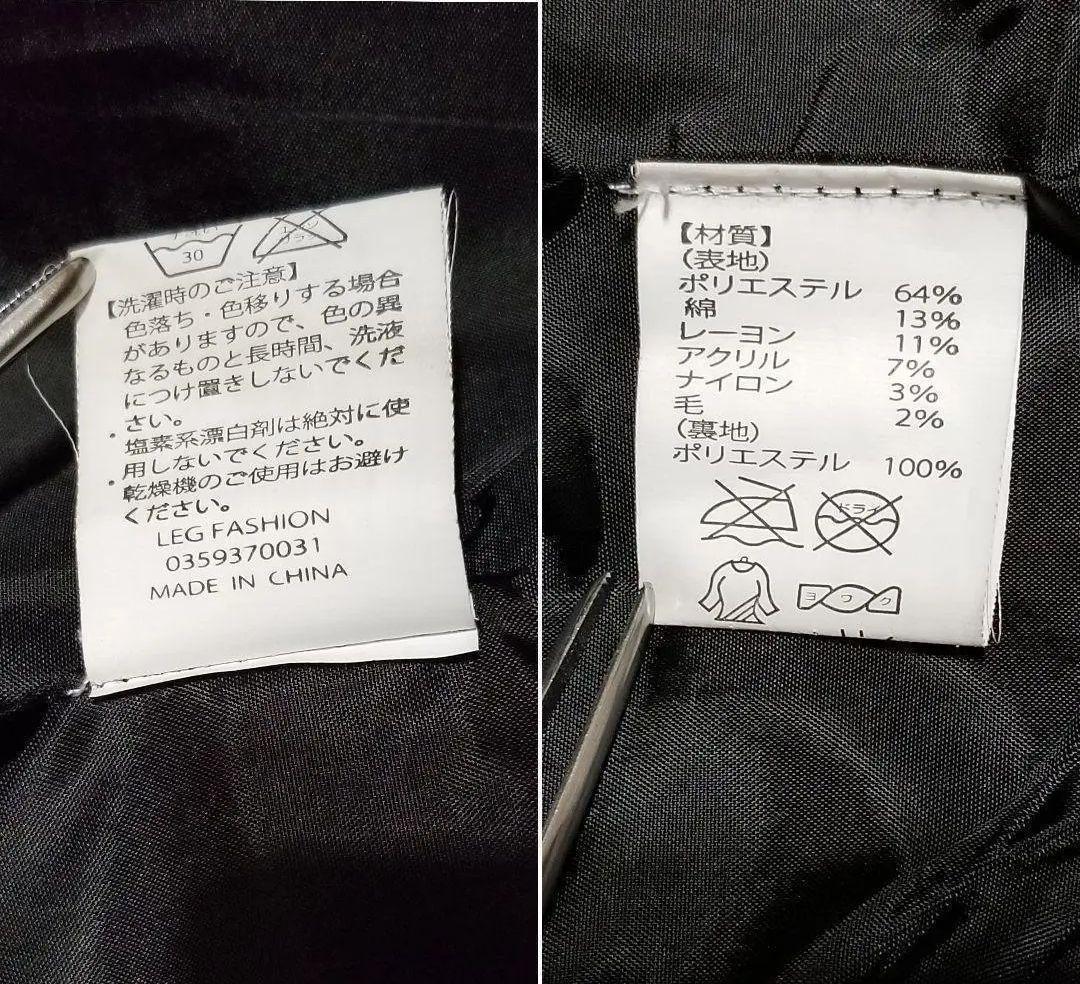 30
【洗濯時のご注意】
色落ち・色移りする場合
がありますので、色の異
なるものと長時間、洗液
につけ置きしないでくだ
さい。
・塩素系漂白剤は絶対に使
用しないでください。
・乾燥機のご使用はお避け
ください。
LEG FASHION
0359370031
MADE IN CHINA
【材質】
(表地)
ポリエステル 64%
綿 13%
レーヨン 11%
アクリル 7%
ナイロン 3%
毛 2%
(裏地)
ポリエステル 100%
ドライ
ヨワク